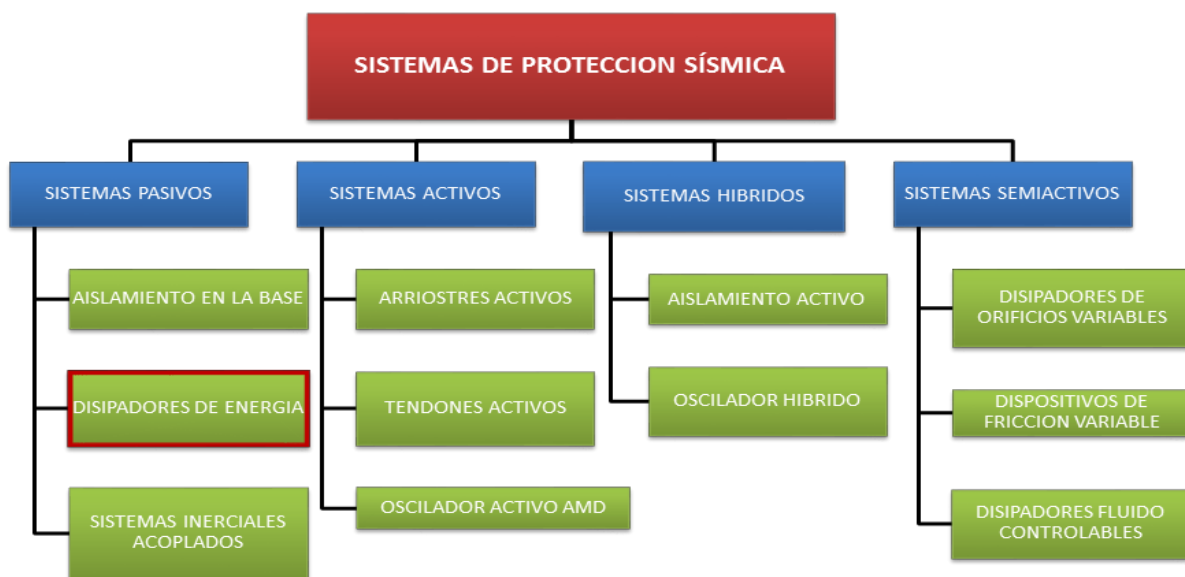 SISTEMAS DE PROTECCION SÍSMICA
SISTEMAS PASIVOS
AISLAMIENTO EN LA BASE
DISIPADORES DE ENERGIA
SISTEMAS INERCIALES
ACOPLADOS
SISTEMAS ACTIVOS
ARRIOSTRES ACTIVOS
TENDONES ACTIVOS
OSCILADOR ACTIVO AMD
SISTEMAS HIBRIDOS
AISLAMIENTO ACTIVO
OSCILADOR HIBRIDO
SISTEMAS SEMIACTIVOS
DISIPADORES DE
ORIFICIOS VARIABLES
DISPOSITIVOS DE
FRICCION VARIABLE
DISIPADORES FLUIDO
CONTROLABLES